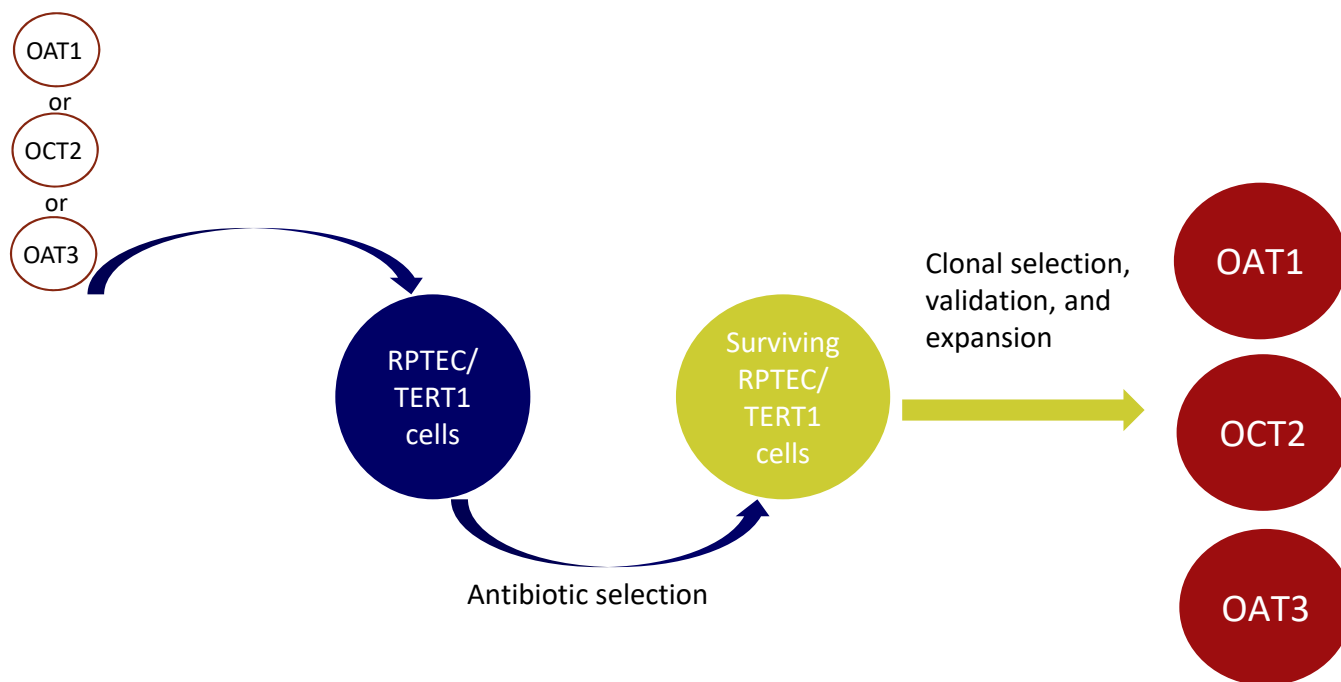 OAT1
or
OCT2
or
OAT3
RPTEC/
TERT1
cells
Antibiotic selection
Surviving
RPTEC/
TERT1
cells
Clonal selection,
validation, and
expansion
OAT1
OCT2
OAT3